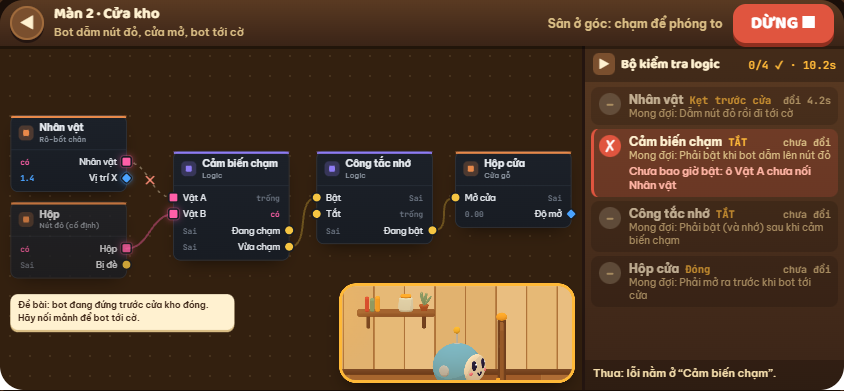 Màn 2 · Cửa kho
Bot dẫm nút đỏ, cửa mở, bot tới cờ
Sân ở góc: chạm để phóng to
DỪNG
Nhân vật
Rô-bốt chân
có Nhân vật
1.4 Vị trí X
Hộp
Nút đỏ (cố định)
có Hộp
Sai Bị đè
Cảm biến chạm
Logic
Vật A trống
Vật B có
Sai Đang chạm
Sai Vừa chạm
Công tắc nhớ
Logic
Bật Sai
Tắt trống
Sai Đang bật
Hộp cửa
Cửa gỗ
Mở cửa Sai
0.00 Độ mở
Đề bài: bot đang đứng trước cửa kho đóng.
Hãy nối mảnh để bot tới cờ.
Bộ kiểm tra logic 0/4 ✓ · 10.2s
Nhân vật Kẹt trước cửa đổi 4.2s
Mong đợi: Dẫm nút đỏ rồi đi tới cờ
Cảm biến chạm TẮT chưa đổi
Mong đợi: Phải bật khi bot dẫm lên nút đỏ
Chưa bao giờ bật: ô Vật A chưa nối
Nhân vật
Công tắc nhớ TẮT chưa đổi
Mong đợi: Phải bật (và nhớ) sau khi cảm
biến chạm
Hộp cửa Đóng chưa đổi
Mong đợi: Phải mở ra trước khi bot tới
cửa
Thua: lỗi nằm ở “Cảm biến chạm”.